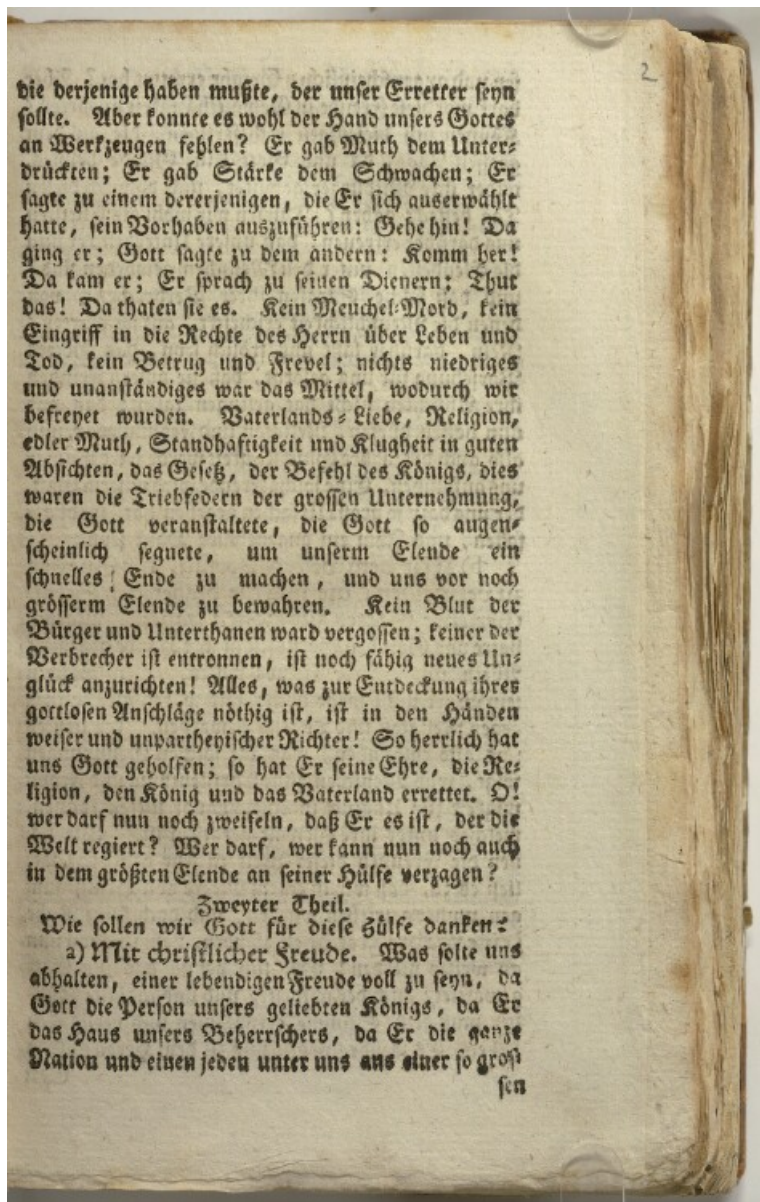 2
die derjenige haben mußte, der unser Erretter seyn
sollte. Aber konnte es wohl der Hand unsers Gottes
an Werkzeugen fehlen? Er gab Muth dem Unter⸗
drückten; Er gab Stärke dem Schwachen; Er
sagte zu einem dererjenigen, die Er sich auserwählt
hatte, sein Vorhaben auszuführen: Gehe hin! Da
ging er; Gott sagte zu dem andern: Komm her!
Da kam er; Er sprach zu seinen Dienern: Thut
das! Da thaten sie es. Kein Meuchel⸗Mord, kein
Eingriff in die Rechte des Herrn über Leben und
Tod, kein Betrug und Frevel; nichts niedriges
und unanständiges war das Mittel, wodurch wir
befreyet wurden. Vaterlands⸗Liebe, Religion,
edler Muth, Standhaftigkeit und Klugheit in guten
Absichten, das Gesetz, der Befehl des Königs, dies
waren die Triebfedern der grossen Unternehmung,
die Gott veranstaltete, die Gott so augen⸗
scheinlich segnete, um unserm Elende ein
schnelles Ende zu machen, und uns vor noch
grösserm Elende zu bewahren. Kein Blut der
Bürger und Unterthanen ward vergossen; keiner der
Verbrecher ist entronnen, ist noch fähig neues Un⸗
glück anzurichten! Alles, was zur Entdeckung ihres
gottlosen Anschläge nöthig ist, ist in den Händen
weiser und unpartheyischer Richter! So herrlich hat
uns Gott geholfen; so hat Er seine Ehre, die Re⸗
ligion, den König und das Vaterland errettet. O!
wer darf nun noch zweifeln, daß Er es ist, der die
Welt regiert? Wer darf, wer kann nun noch auch
in dem größten Elende an seiner Hülfe verzagen?
Zweyter Theil.
Wie sollen wir Gott für diese Hülfe danken?
a) Mit christlicher Freude. Was solte uns
abhalten, einer lebendigen Freude voll zu seyn, da
Gott die Person unsers geliebten Königs, da Er
das Haus unsers Beherrschers, da Er die ganze
Nation und einen jeden unter uns aus einer so gros⸗
sen